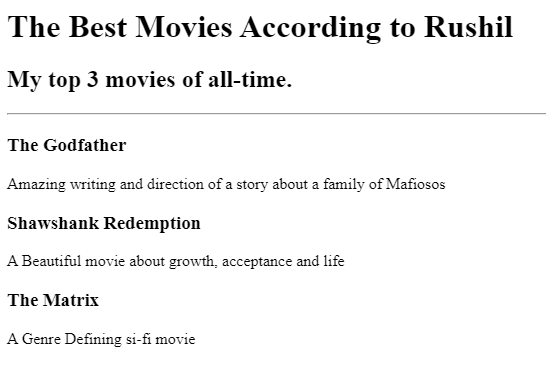 The Best Movies According to Rushil
My top 3 movies of all-time.
The Godfather
Amazing writing and direction of a story about a family of Mafiosos
Shawshank Redemption
A Beautiful movie about growth, acceptance and life
The Matrix
A Genre Defining si-fi movie